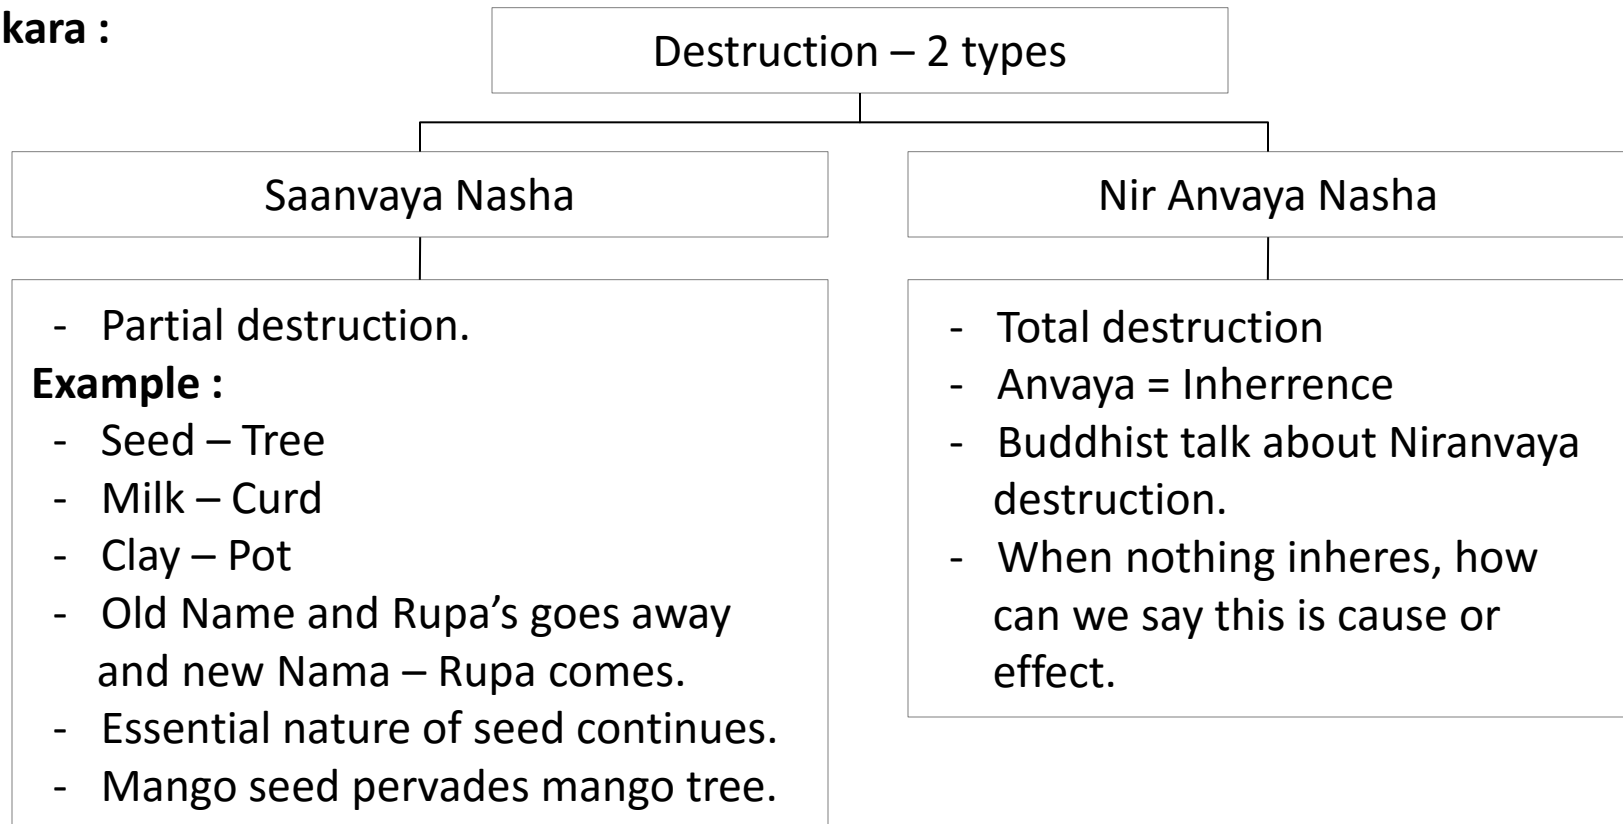 kara :
Destruction – 2 types
Saanvaya Nasha
Nir Anvaya Nasha
- Partial destruction.
Example :
- Seed – Tree
- Milk – Curd
- Clay – Pot
- Old Name and Rupa’s goes away
and new Nama – Rupa comes.
- Essential nature of seed continues.
- Mango seed pervades mango tree.
- Total destruction
- Anvaya = Inherrence
- Buddhist talk about Niranvaya
destruction.
- When nothing inheres, how
can we say this is cause or
effect.